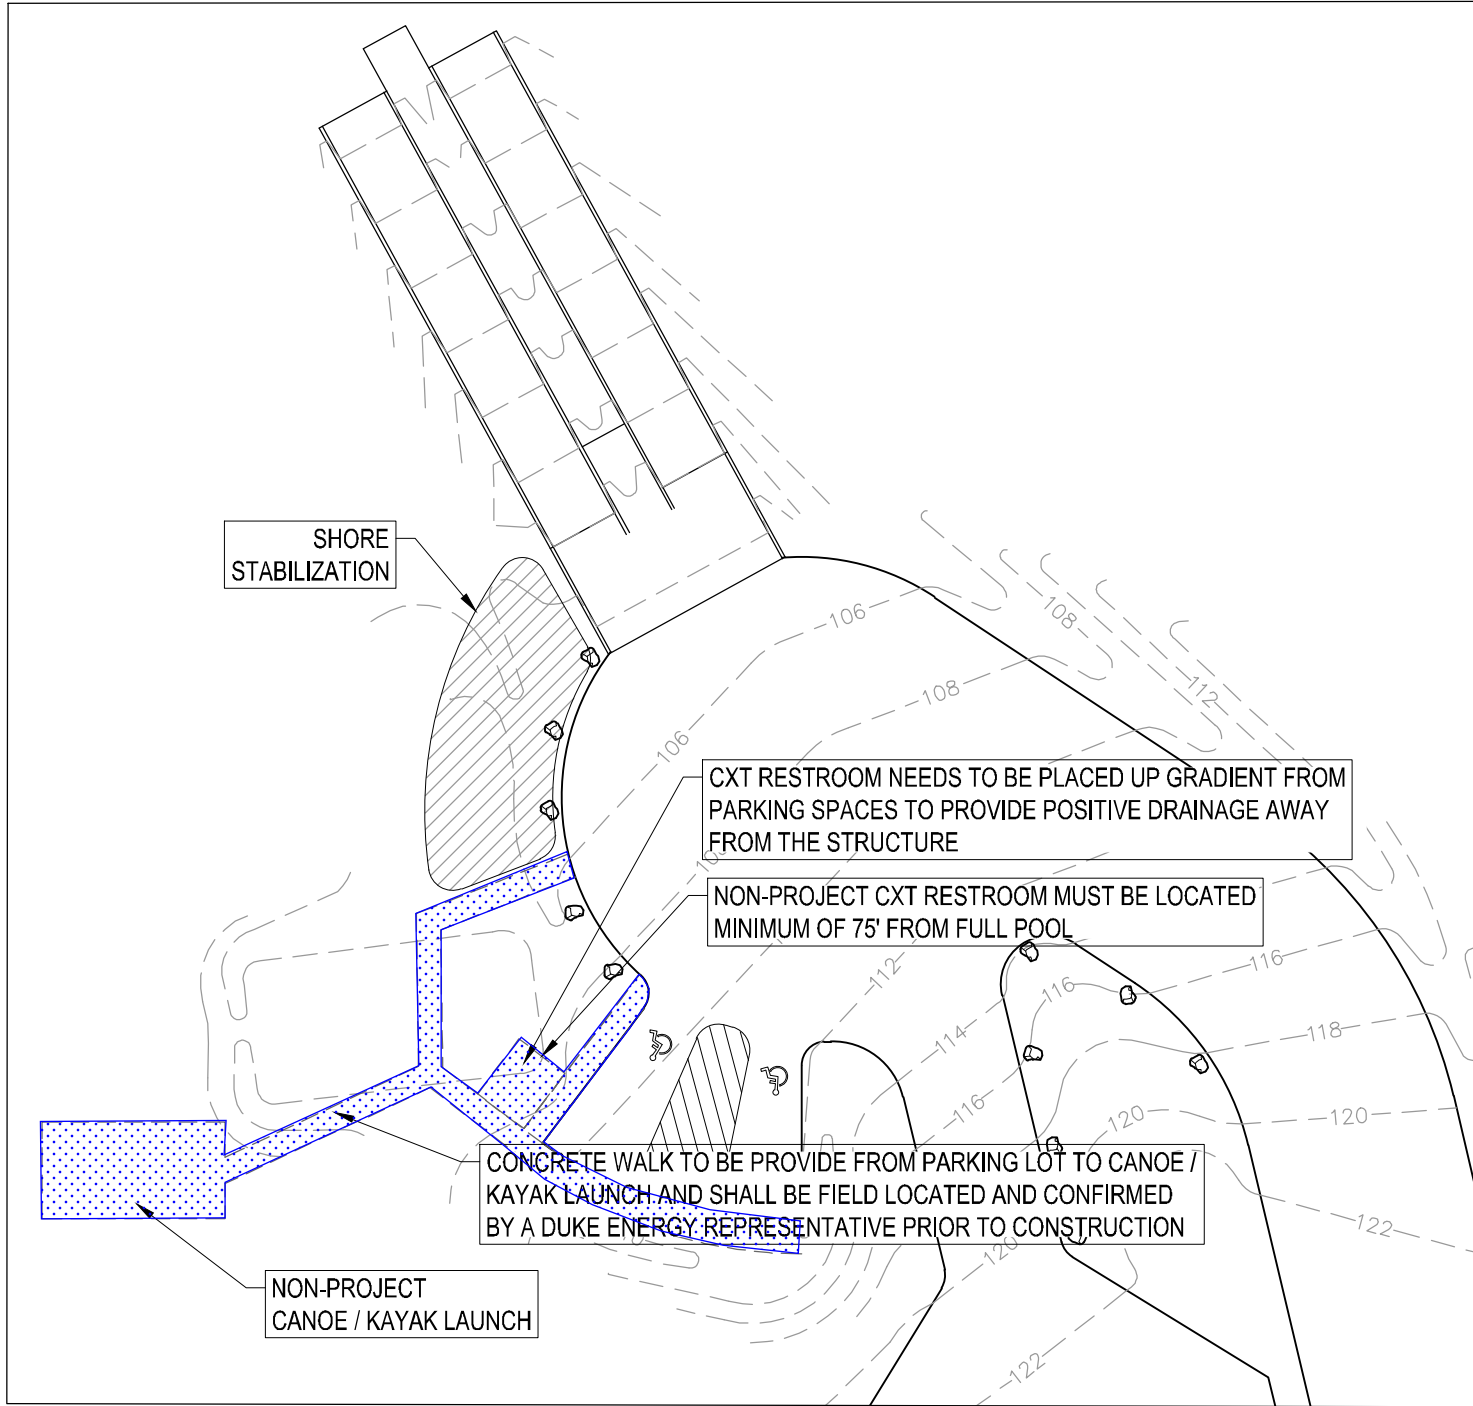 SHORE
STABILIZATION
106
108
108
112
106
CXT RESTROOM NEEDS TO BE PLACED UP GRADIENT FROM
PARKING SPACES TO PROVIDE POSITIVE DRAINAGE AWAY
FROM THE STRUCTURE
NON-PROJECT CXT RESTROOM MUST BE LOCATED
MINIMUM OF 75' FROM FULL POOL
112
116
116
114
118
116
120
120
CONCRETE WALK TO BE PROVIDE FROM PARKING LOT TO CANOE /
KAYAK LAUNCH AND SHALL BE FIELD LOCATED AND CONFIRMED
BY A DUKE ENERGY REPRESENTATIVE PRIOR TO CONSTRUCTION
122
120
NON-PROJECT
CANOE / KAYAK LAUNCH
122